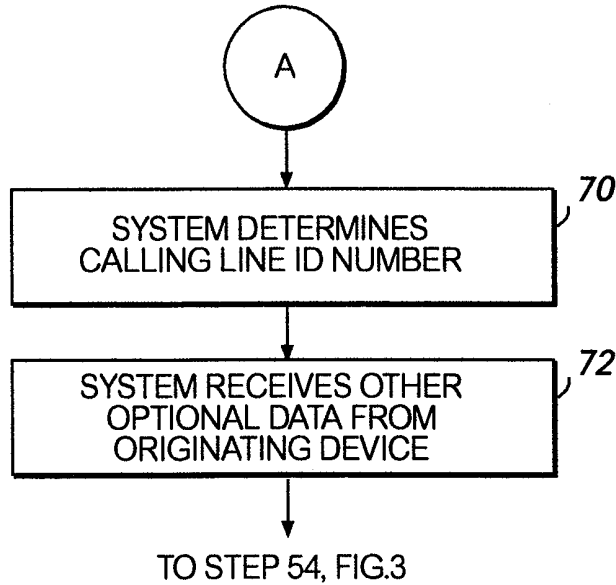 A
70
SYSTEM DETERMINES
CALLING LINE ID NUMBER
72
SYSTEM RECEIVES OTHER
OPTIONAL DATA FROM
ORIGINATING DEVICE
TO STEP 54, FIG.3